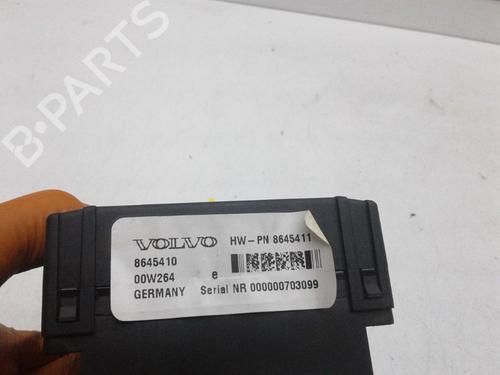 B-PARTS
VOLVO HW-PN 8645411
8645410
00W264 e
GERMANY Serial NR 000000703099